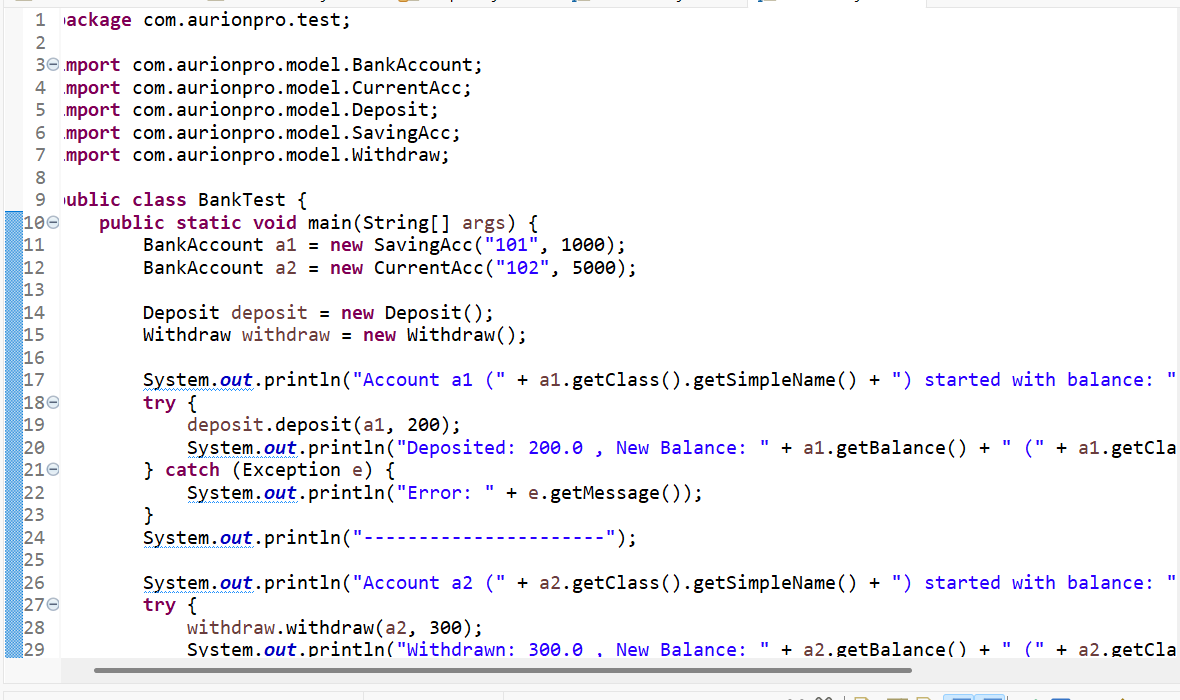 1 ackage com.aurionpro.test;
2
3 mport com.aurionpro.model.BankAccount;
4 mport com.aurionpro.model.CurrentAcc;
5 mport com.aurionpro.model.Deposit;
6 mport com.aurionpro.model.SavingAcc;
7 mport com.aurionpro.model.Withdraw;
8
9 ublic class BankTest {
10 public static void main(String[] args) {
11 BankAccount a1 = new SavingAcc("101", 1000);
12 BankAccount a2 = new CurrentAcc("102", 5000);
13
14 Deposit deposit = new Deposit();
15 Withdraw withdraw = new Withdraw();
16
17 System.out.println("Account a1 (" + a1.getClass().getSimpleName() + ") started with balance: "
18 try {
19 deposit.deposit(a1, 200);
20 System.out.println("Deposited: 200.0 , New Balance: " + a1.getBalance() + " (" + a1.getCla
21 } catch (Exception e) {
22 System.out.println("Error: " + e.getMessage());
23 }
24 System.out.println("----------------------");
25
26 System.out.println("Account a2 (" + a2.getClass().getSimpleName() + ") started with balance: "
27 try {
28 withdraw.withdraw(a2, 300);
29 System.out.println("Withdrawn: 300.0 , New Balance: " + a2.getBalance() + " (" + a2.getCla